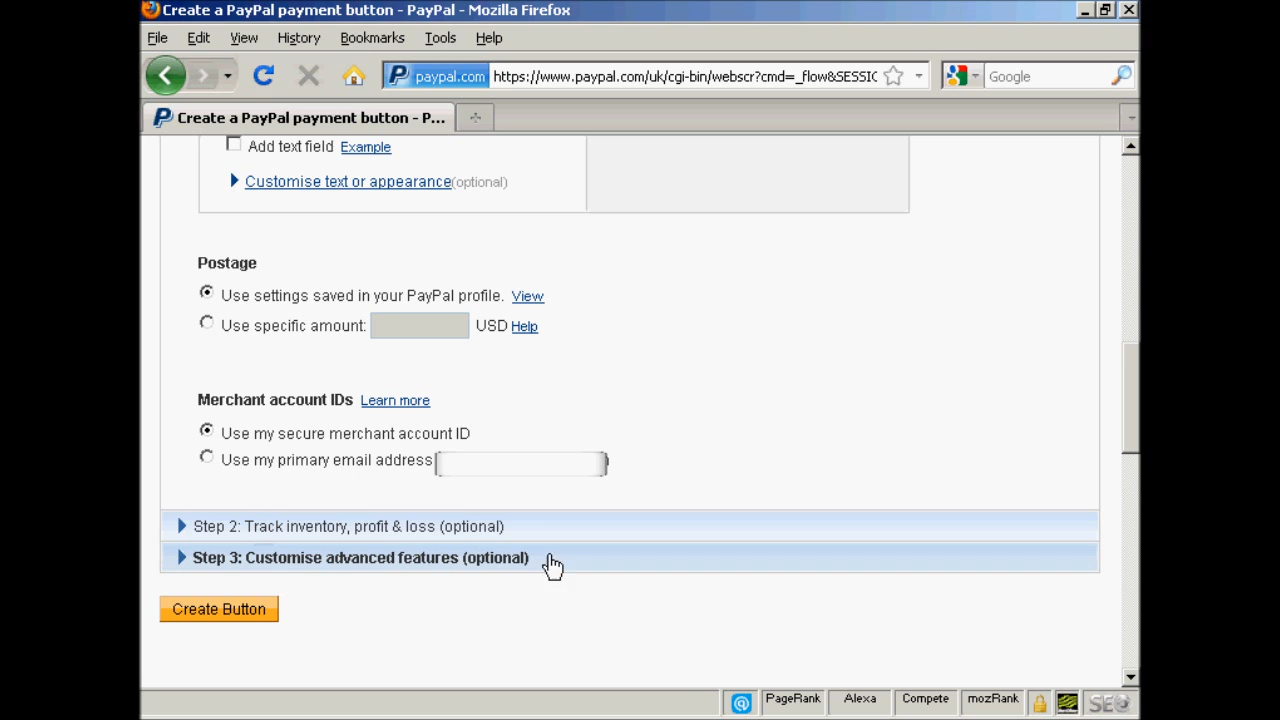 Create a PayPal payment button - PayPal - Mozilla Firefox
File Edit View History Bookmarks Tools Help
paypal.com https://www.paypal.com/uk/cgi-bin/webscr?cmd=_flow&SESSIC Google
Create a PayPal payment button - P...
Add text field Example
Customise text or appearance(optional)
Postage
Use settings saved in your PayPal profile. View
Use specific amount: USD Help
Merchant account IDs Learn more
Use my secure merchant account ID
Use my primary email address
Step 2: Track inventory, profit & loss (optional)
Step 3: Customise advanced features (optional)
Create Button
@ PageRank Alexa Compete mozRank SEO